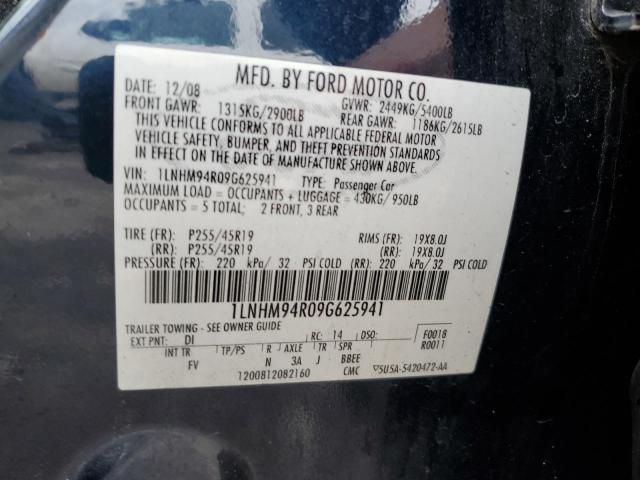 MFD. BY FORD MOTOR CO.
DATE: 12/08 GVWR: 2449KG/5400LB
FRONT GAWR: 1315KG/2900LB REAR GAWR: 1186KG/2615LB
THIS VEHICLE CONFORMS TO ALL APPLICABLE FEDERAL MOTOR
VEHICLE SAFETY, BUMPER, AND THEFT PREVENTION STANDARDS
IN EFFECT ON THE DATE OF MANUFACTURE SHOWN ABOVE.
VIN: 1LNHM94R09G625941 TYPE: Passenger Car
MAXIMUM LOAD = OCCUPANTS + LUGGAGE = 430KG/950LB
OCCUPANTS = 5 TOTAL; 2 FRONT, 3 REAR
TIRE (FR): P255/45R19 RIMS (FR): 19X8.0J
(RR): P255/45R19 (RR): 19X8.0J
PRESSURE (FR): 220 kPa/ 32 PSI COLD (RR): 220 kPa/ 32 PSI COLD
1LNHM94R09G625941
TRAILER TOWING - SEE OWNER GUIDE
EXT PNT: DI RC: 14 DSO: F0018
INT TR TP/PS R AXLE TR SPR R0011
FV N 3A J BBEE
1200812082160 CMC ▽5U5A-5420472-AA